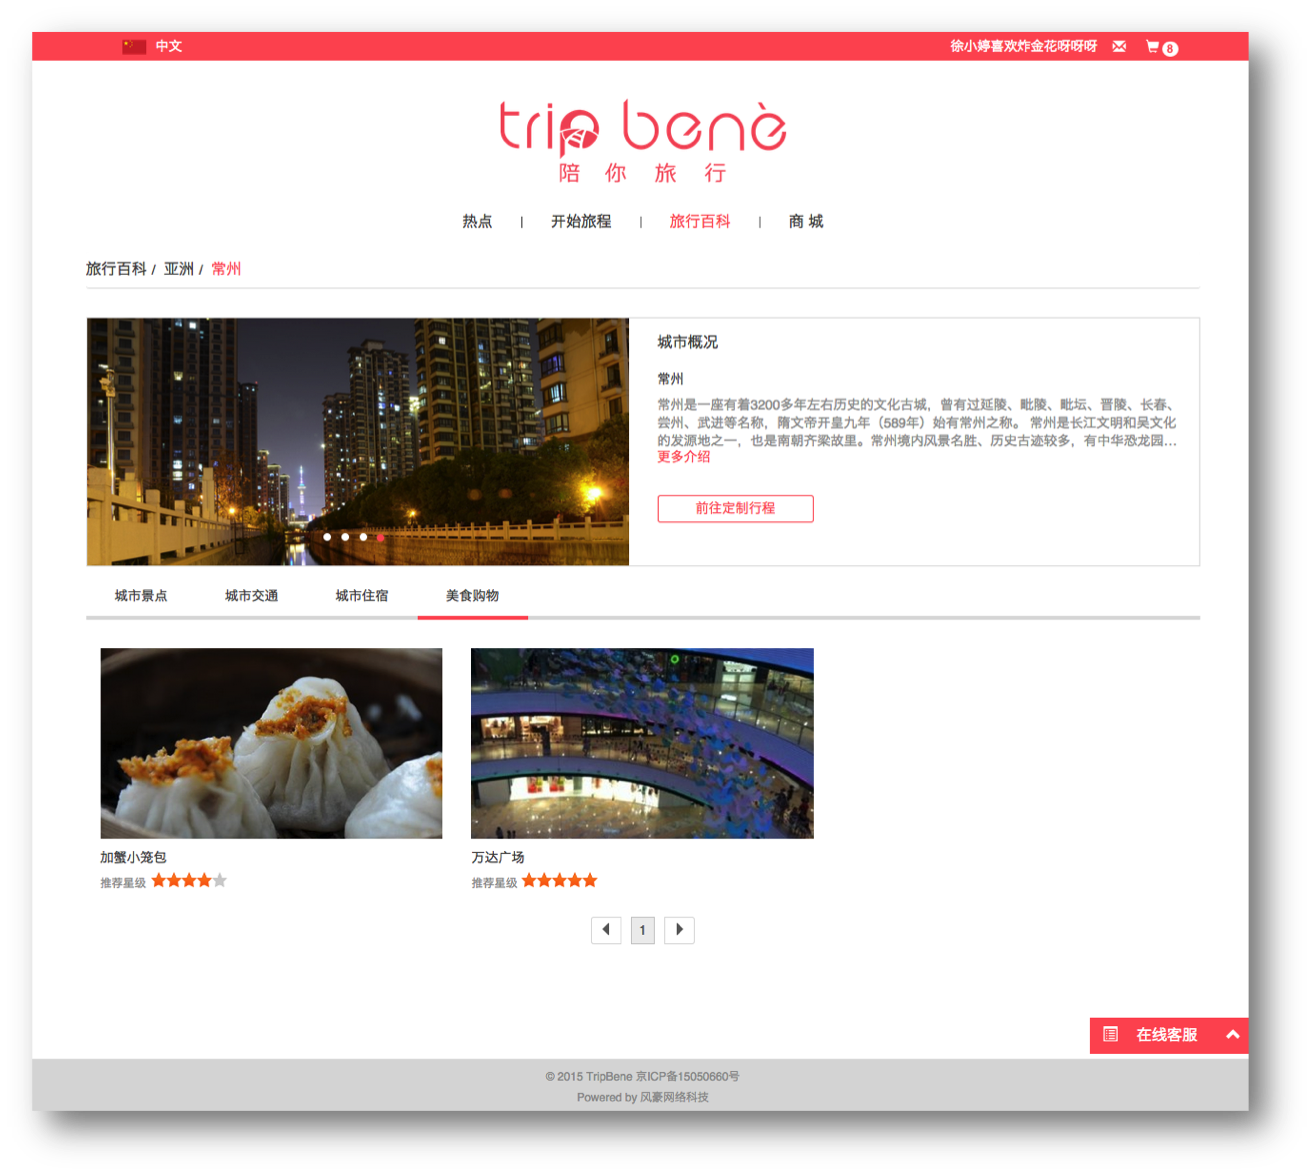 中文
徐小婷喜欢炸金花呀呀呀 8
trip benè
陪你旅行
热点 | 开始旅程 | 旅行百科 | 商 城
旅行百科 / 亚洲 / 常州
城市概况
常州
常州是一座有着3200多年左右历史的文化古城，曾有过延陵、毗陵、毗坛、晋陵、长春、
尝州、武进等名称，隋文帝开皇九年（589年）始有常州之称。 常州是长江文明和吴文化
的发源地之一，也是南朝齐梁故里。常州境内风景名胜、历史古迹较多，有中华恐龙园...
更多介绍
前往定制行程
城市景点 城市交通 城市住宿 美食购物
加蟹小笼包
推荐星级
万达广场
推荐星级
1
在线客服
© 2015 TripBene 京ICP备15050660号
Powered by 风豪网络科技